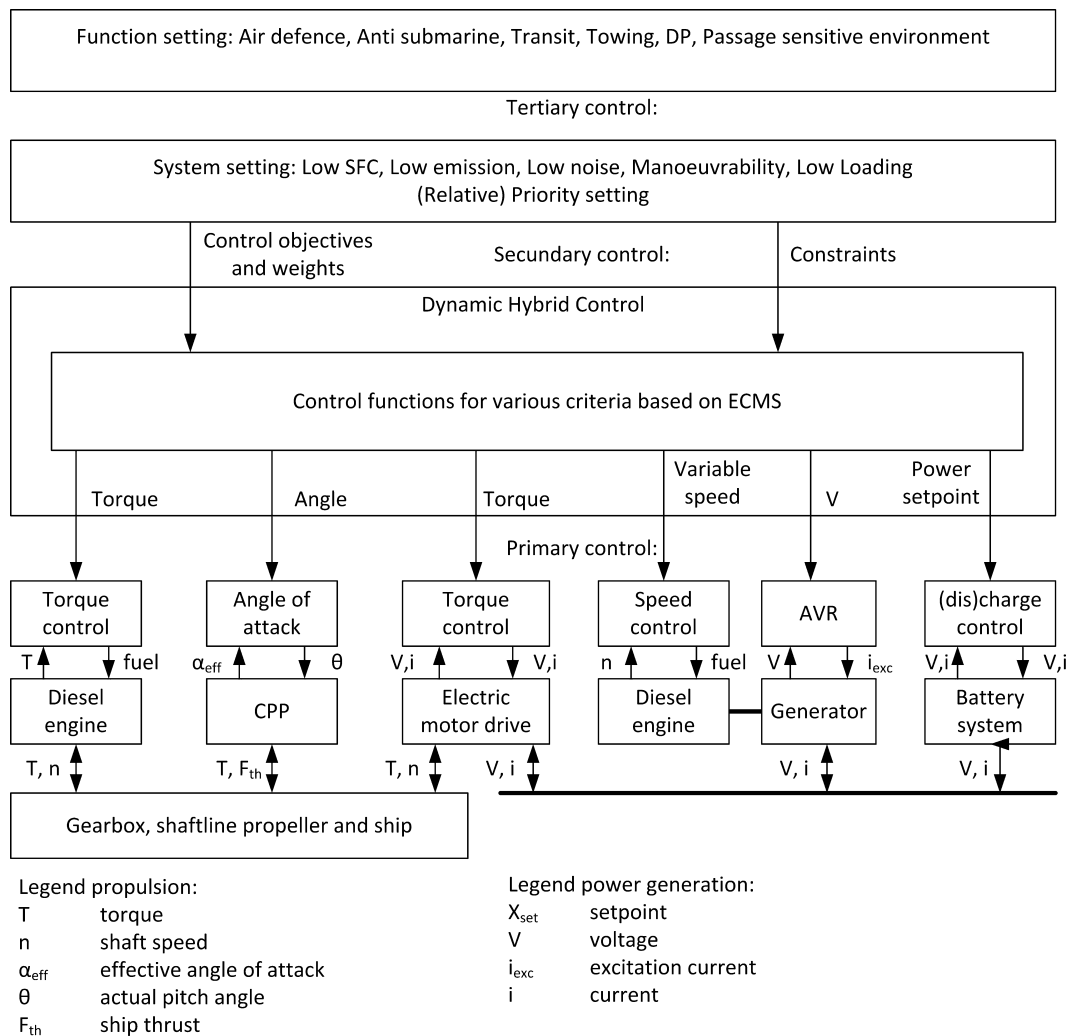 Function setting: Air defence, Anti submarine, Transit, Towing, DP, Passage sensitive environment
Tertiary control:
System setting: Low SFC, Low emission, Low noise, Manoeuvrability, Low Loading
(Relative) Priority setting
Control objectives
and weights
Secundary control:
Constraints
Dynamic Hybrid Control
Control functions for various criteria based on ECMS
Torque
Angle
Torque
Variable
speed
V
Power
setpoint
Primary control:
Torque
control
Angle of
attack
Torque
control
Speed
control
AVR
(dis)charge
control
T
fuel
αeff
θ
V,i
V,i
n
fuel
V
iexc
V,i
V,i
Diesel
engine
CPP
Electric
motor drive
Diesel
engine
Generator
Battery
system
T, n
T, Fth
T, n
V, i
V, i
V, i
Gearbox, shaftline propeller and ship
Legend propulsion:
T torque
n shaft speed
αeff effective angle of attack
θ actual pitch angle
Fth ship thrust
Legend power generation:
Xset setpoint
V voltage
iexc excitation current
i current